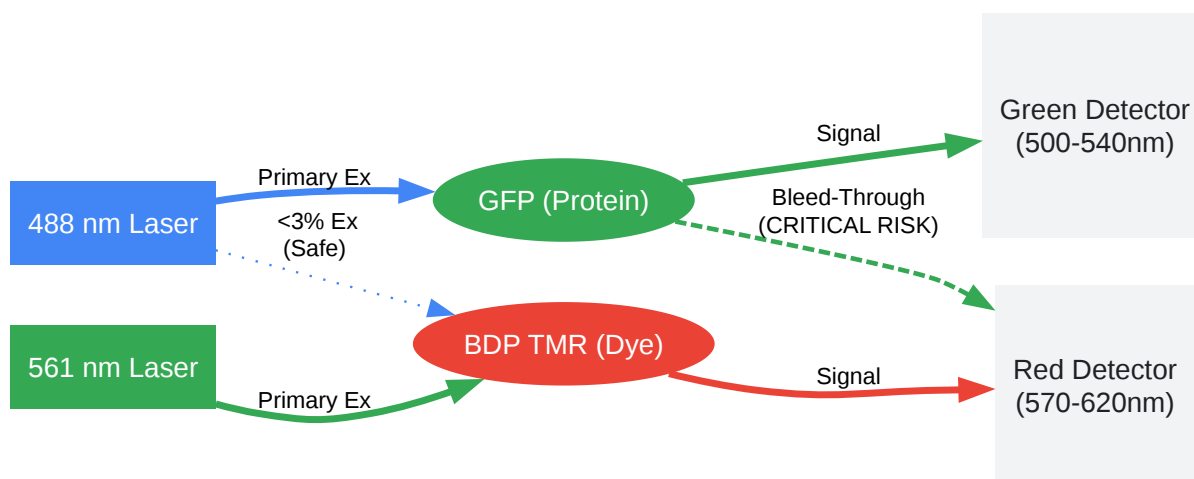 488 nm Laser
561 nm Laser
Primary Ex
<3% Ex
(Safe)
Primary Ex
GFP (Protein)
BDP TMR (Dye)
Signal
Bleed-Through
(CRITICAL RISK)
Signal
Green Detector
(500-540nm)
Red Detector
(570-620nm)